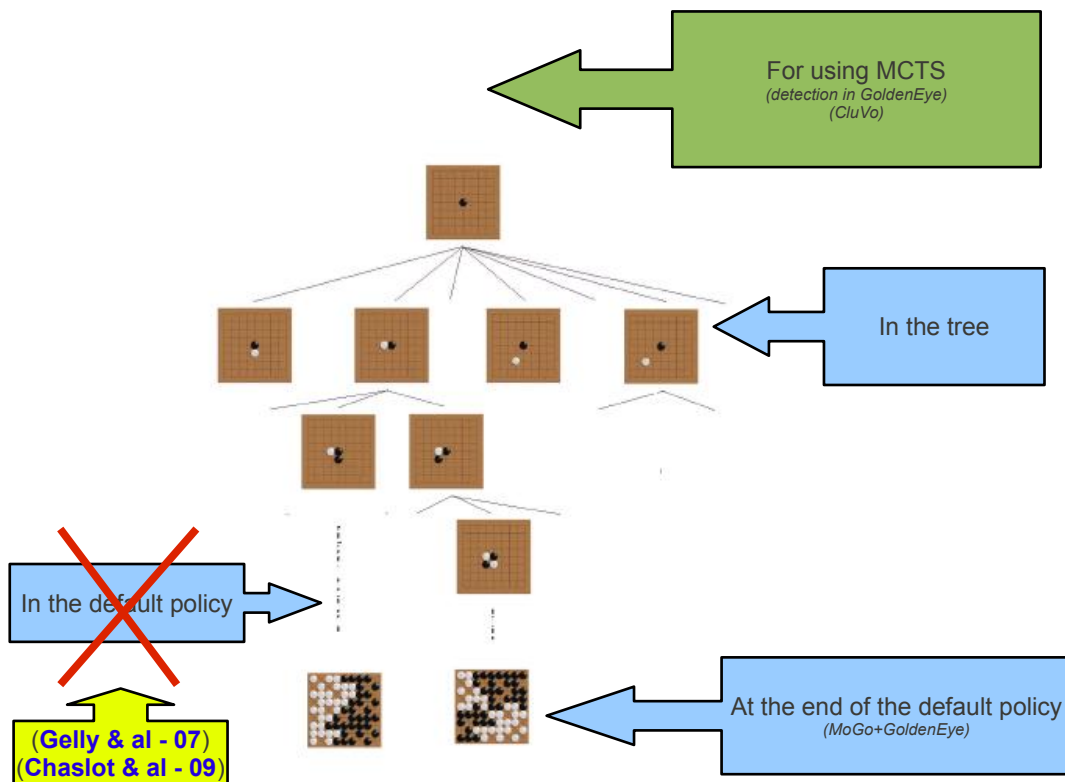 For using MCTS
(detection in GoldenEye)
(CluVo)
In the tree
In the default policy
At the end of the default policy
(MoGo+GoldenEye)
(Gelly & al - 07)
(Chaslot & al - 09)